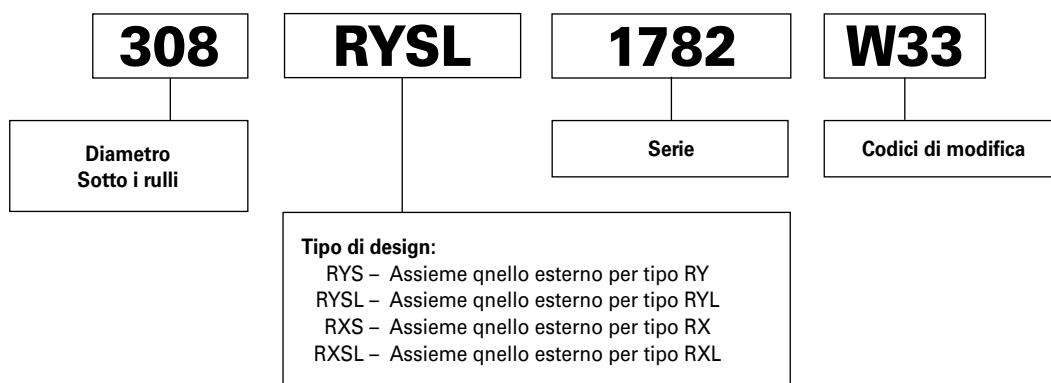 308 RYSL 1782 W33
Diametro
Sotto i rulli
Serie
Codici di modifica
Tipo di design:
RYS – Assieme qnello esterno per tipo RY
RYSL – Assieme qnello esterno per tipo RYL
RXS – Assieme qnello esterno per tipo RX
RXSL – Assieme qnello esterno per tipo RXL